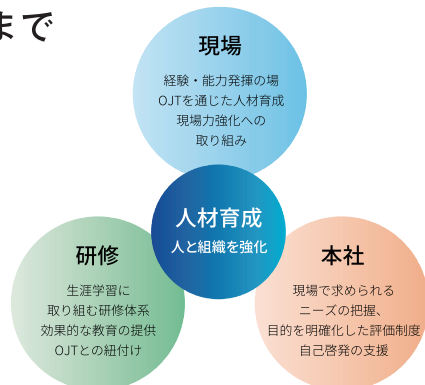 まで
現場
経験・能力発揮の場
OJTを通じた人材育成
現場力強化への
取り組み
人材育成
人と組織を強化
研修
生涯学習に
取り組む研修体系
効果的な教育の提供
OJTとの紐付け
本社
現場で求められる
ニーズの把握、
目的を明確化した評価制度
自己啓発の支援